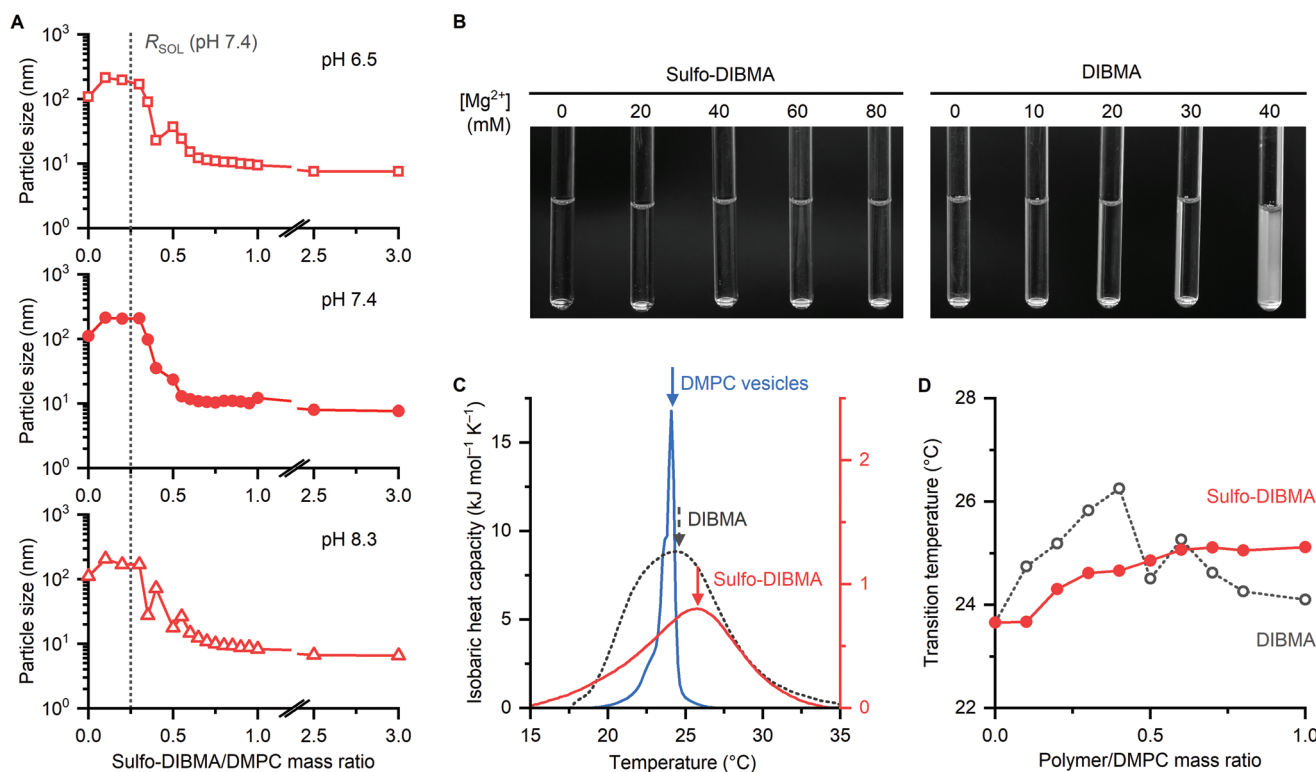 A
R_SOL (pH 7.4)
pH 6.5
Particle size (nm)
10³
10²
10¹
10⁰
0.0 0.5 1.0 2.5 3.0
pH 7.4
Particle size (nm)
10³
10²
10¹
10⁰
0.0 0.5 1.0 2.5 3.0
pH 8.3
Particle size (nm)
10³
10²
10¹
10⁰
0.0 0.5 1.0 2.5 3.0
Sulfo-DIBMA/DMPC mass ratio
B
Sulfo-DIBMA DIBMA
[Mg²⁺] 0 20 40 60 80 0 10 20 30 40
(mM)
C
DMPC vesicles
DIBMA
Sulfo-DIBMA
Isobaric heat capacity (kJ mol⁻¹ K⁻¹)
15
12.5
10
7.5
5
2.5
0
2
1
0
15 20 25 30 35
Temperature (°C)
D
Transition temperature (°C)
28
26
24
22
Sulfo-DIBMA
DIBMA
0.0 0.5 1.0
Polymer/DMPC mass ratio